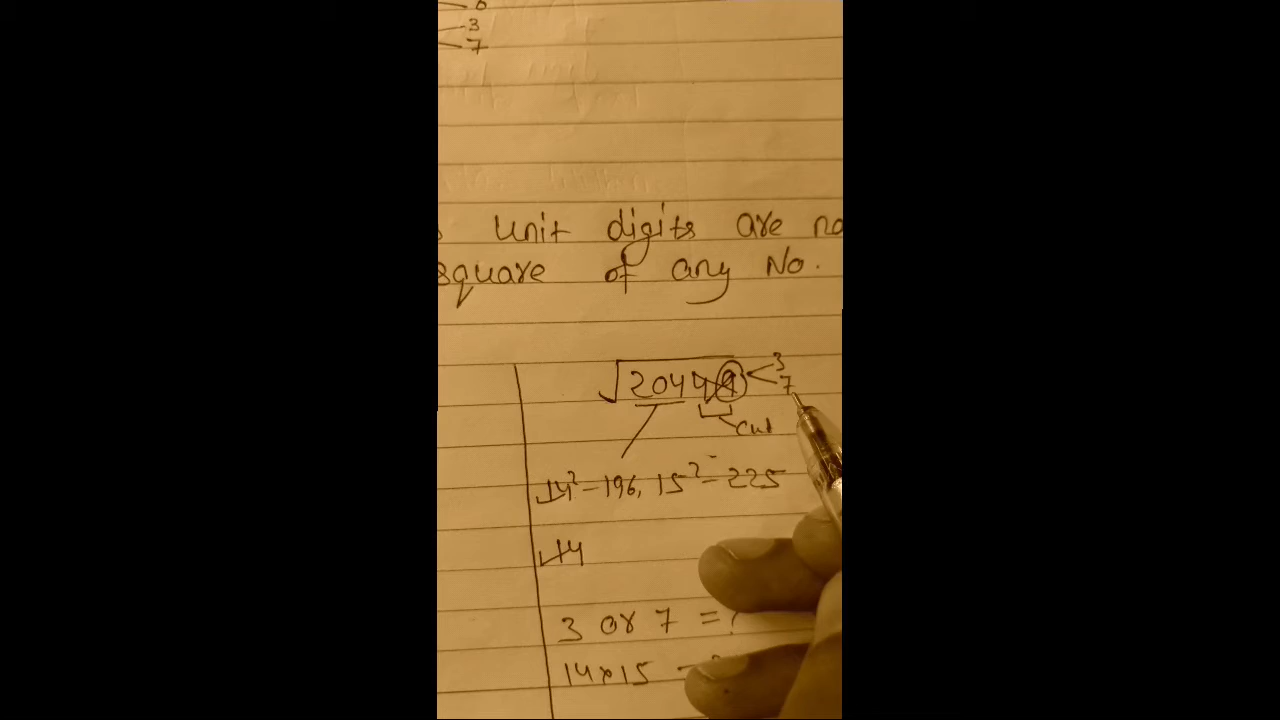 3
7
unit digits are no
square of any No.
√20449 3
7
cut
14²-196, 15²-225
14
3 or 7 = ?
14×15 -